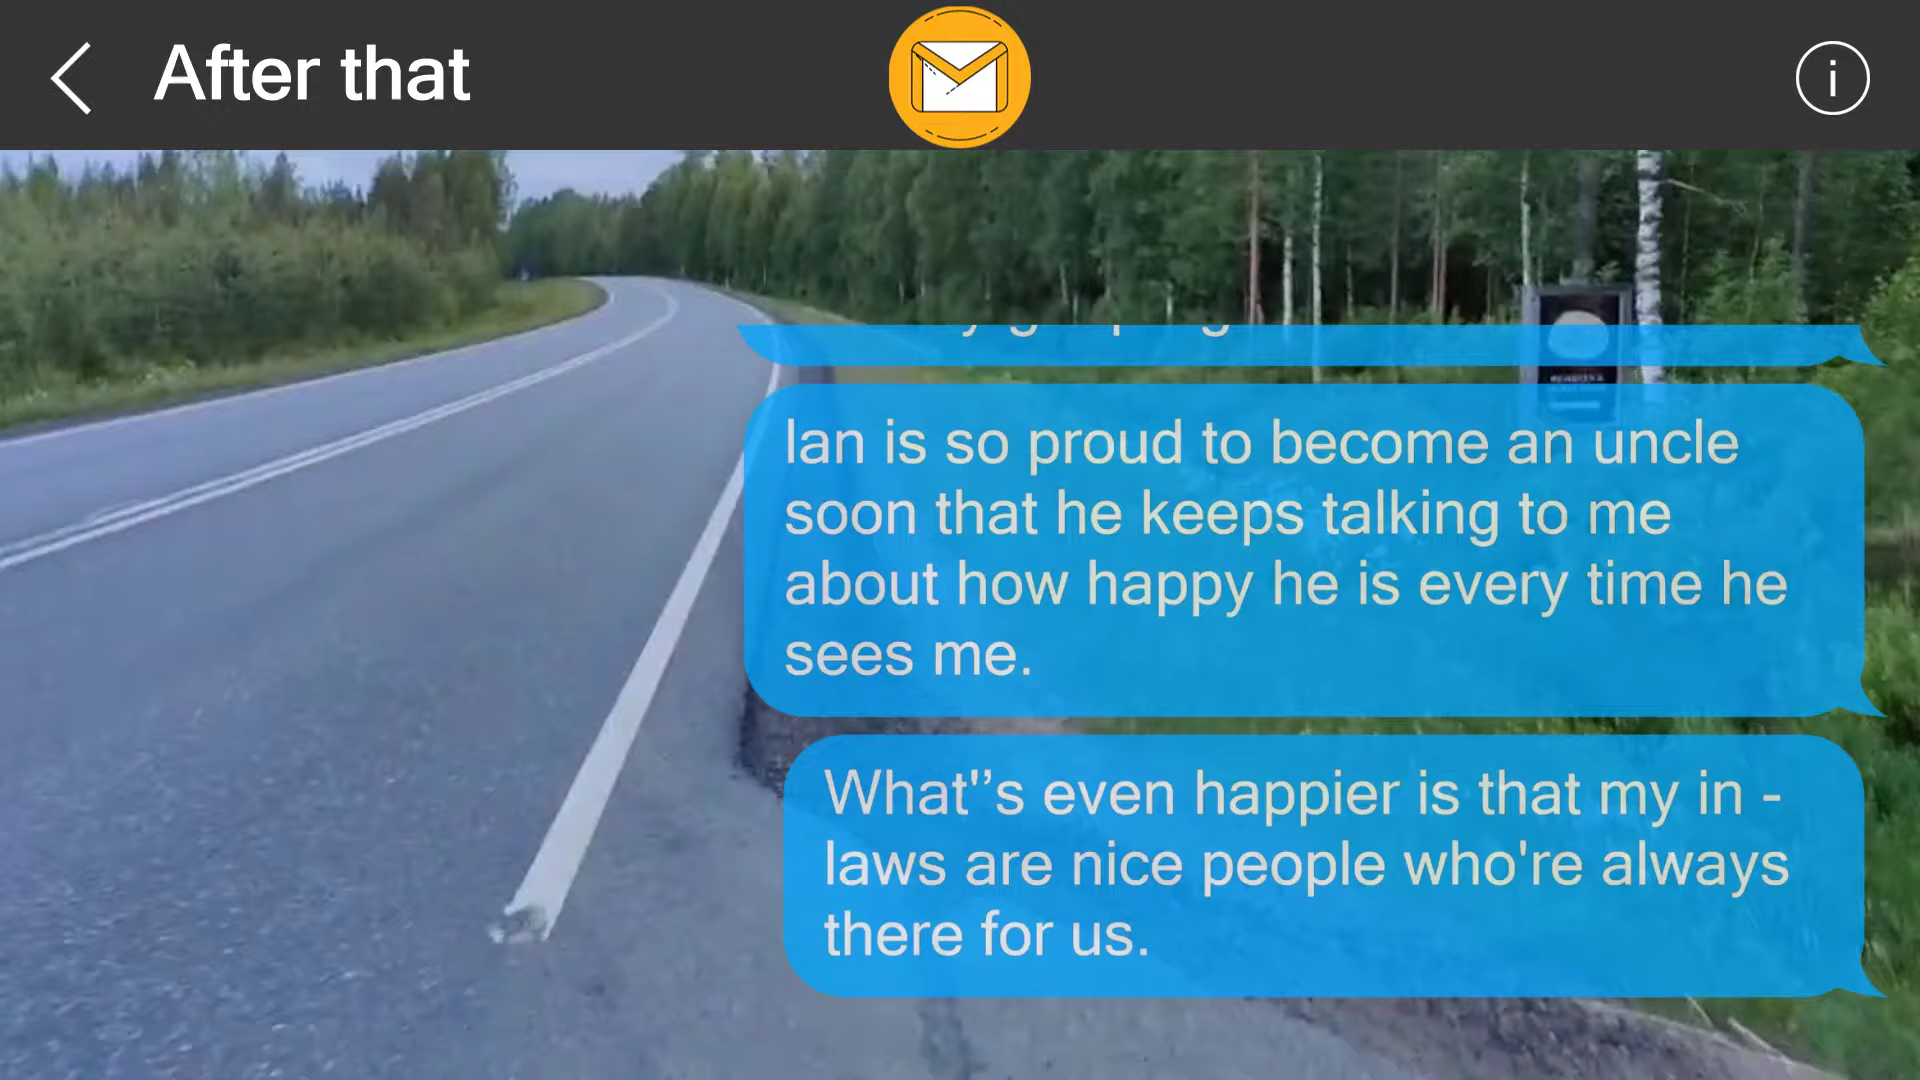 After that
Ian is so proud to become an uncle
soon that he keeps talking to me
about how happy he is every time he
sees me.
What'’s even happier is that my in -
laws are nice people who're always
there for us.